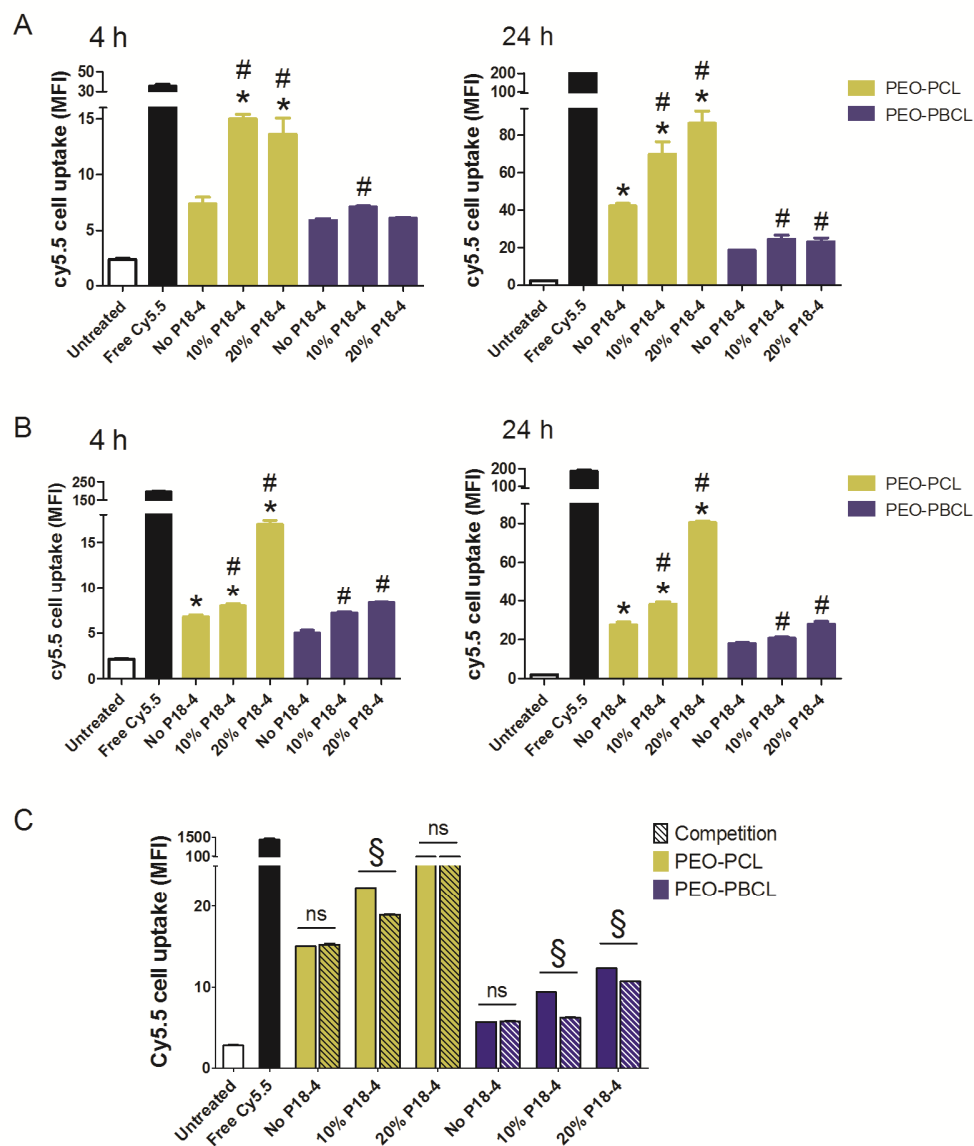 A
4 h
24 h
cy5.5 cell uptake (MFI)
50
30
15
10
5
0
#
*
#
*
#
Untreated
Free Cy5.5
No P18-4
10% P18-4
20% P18-4
No P18-4
10% P18-4
20% P18-4
cy5.5 cell uptake (MFI)
200
100
80
60
40
20
0
*
#
*
#
*
#
#
Untreated
Free Cy5.5
No P18-4
10% P18-4
20% P18-4
No P18-4
10% P18-4
20% P18-4
PEO-PCL
PEO-PBCL
B
4 h
24 h
cy5.5 cell uptake (MFI)
250
150
15
10
5
0
*
#
*
#
*
#
#
Untreated
Free Cy5.5
No P18-4
10% P18-4
20% P18-4
No P18-4
10% P18-4
20% P18-4
cy5.5 cell uptake (MFI)
200
100
80
60
40
20
0
*
#
*
#
*
#
#
Untreated
Free Cy5.5
No P18-4
10% P18-4
20% P18-4
No P18-4
10% P18-4
20% P18-4
PEO-PCL
PEO-PBCL
C
Cy5.5 cell uptake (MFI)
1500
100
20
10
0
ns
§
ns
ns
§
§
Untreated
Free Cy5.5
No P18-4
10% P18-4
20% P18-4
No P18-4
10% P18-4
20% P18-4
Competition
PEO-PCL
PEO-PBCL